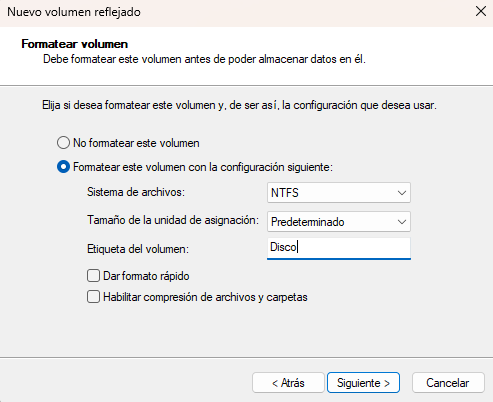 Nuevo volumen reflejado
Formatear volumen
Debe formatear este volumen antes de poder almacenar datos en él.
Elija si desea formatear este volumen y, de ser así, la configuración que desea usar.
No formatear este volumen
Formatear este volumen con la configuración siguiente:
Sistema de archivos: NTFS
Tamaño de la unidad de asignación: Predeterminado
Etiqueta del volumen: Disco
Dar formato rápido
Habilitar compresión de archivos y carpetas
< Atrás Siguiente > Cancelar